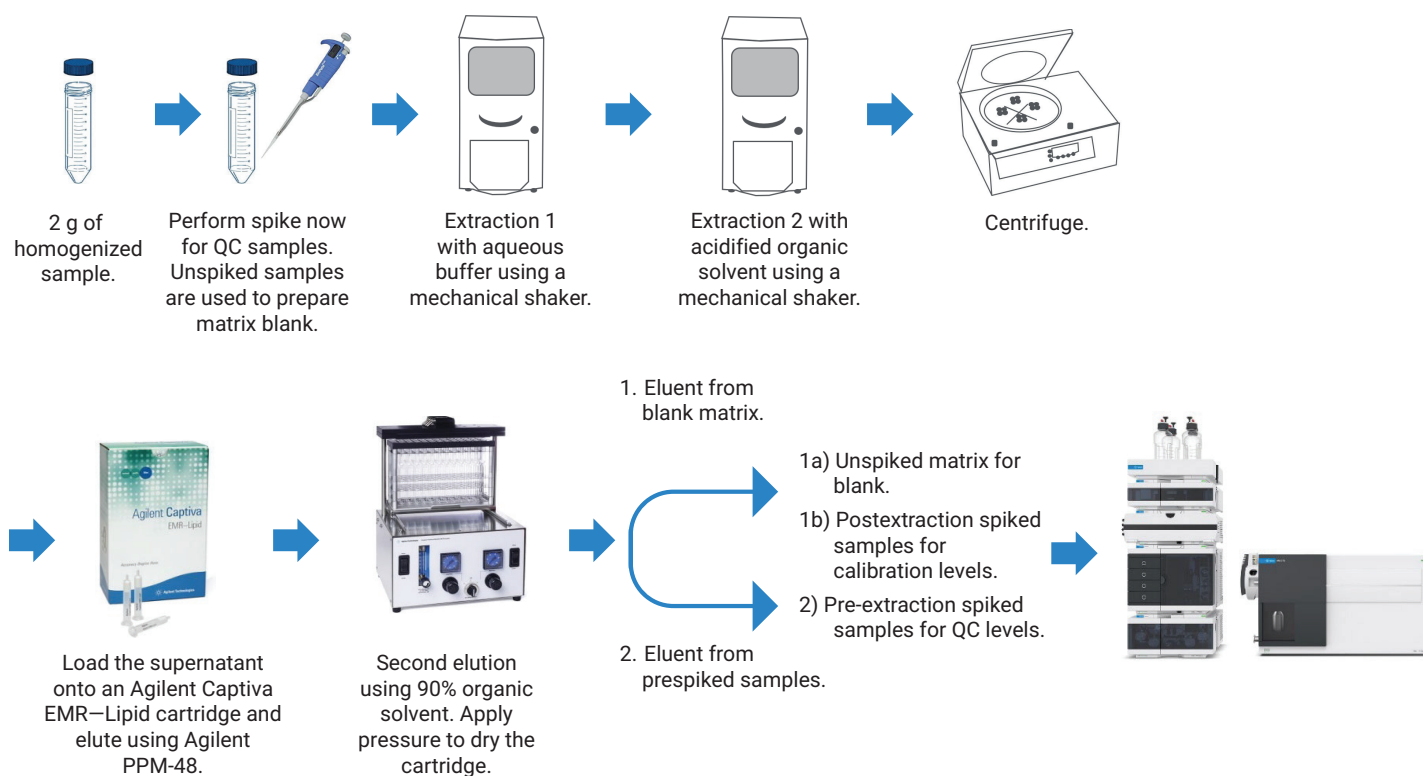 2 g of
homogenized
sample.
Perform spike now
for QC samples.
Unspiked samples
are used to prepare
matrix blank.
Extraction 1
with aqueous
buffer using a
mechanical shaker.
Extraction 2 with
acidified organic
solvent using a
mechanical shaker.
Centrifuge.
Agilent Captiva
EMR–Lipid
Agilent Technologies
Load the supernatant
onto an Agilent Captiva
EMR—Lipid cartridge and
elute using Agilent
PPM-48.
Second elution
using 90% organic
solvent. Apply
pressure to dry the
cartridge.
1. Eluent from
blank matrix.
1a) Unspiked matrix for
blank.
1b) Postextraction spiked
samples for
calibration levels.
2) Pre-extraction spiked
samples for QC levels.
2. Eluent from
prespiked samples.